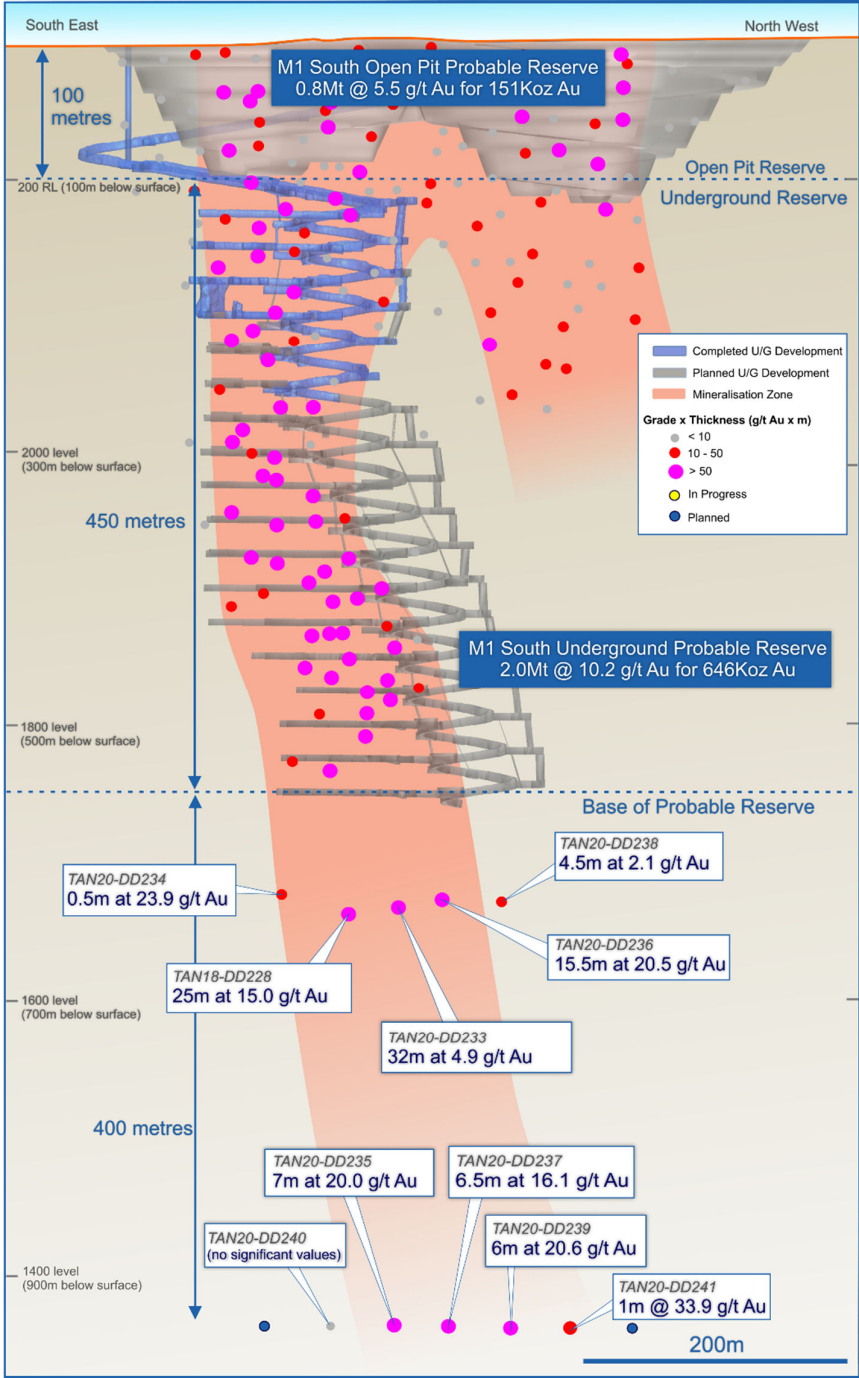 South East
North West
M1 South Open Pit Probable Reserve
0.8Mt @ 5.5 g/t Au for 151Koz Au
100
metres
Open Pit Reserve
200 RL (100m below surface)
Underground Reserve
Completed U/G Development
Planned U/G Development
Mineralisation Zone
Grade x Thickness (g/t Au x m)
< 10
10 - 50
> 50
In Progress
Planned
2000 level
(300m below surface)
450 metres
M1 South Underground Probable Reserve
2.0Mt @ 10.2 g/t Au for 646Koz Au
1800 level
(500m below surface)
Base of Probable Reserve
TAN20-DD238
4.5m at 2.1 g/t Au
TAN20-DD234
0.5m at 23.9 g/t Au
TAN20-DD236
15.5m at 20.5 g/t Au
TAN18-DD228
25m at 15.0 g/t Au
1600 level
(700m below surface)
TAN20-DD233
32m at 4.9 g/t Au
400 metres
TAN20-DD235
7m at 20.0 g/t Au
TAN20-DD237
6.5m at 16.1 g/t Au
TAN20-DD240
(no significant values)
TAN20-DD239
6m at 20.6 g/t Au
1400 level
(900m below surface)
TAN20-DD241
1m @ 33.9 g/t Au
200m